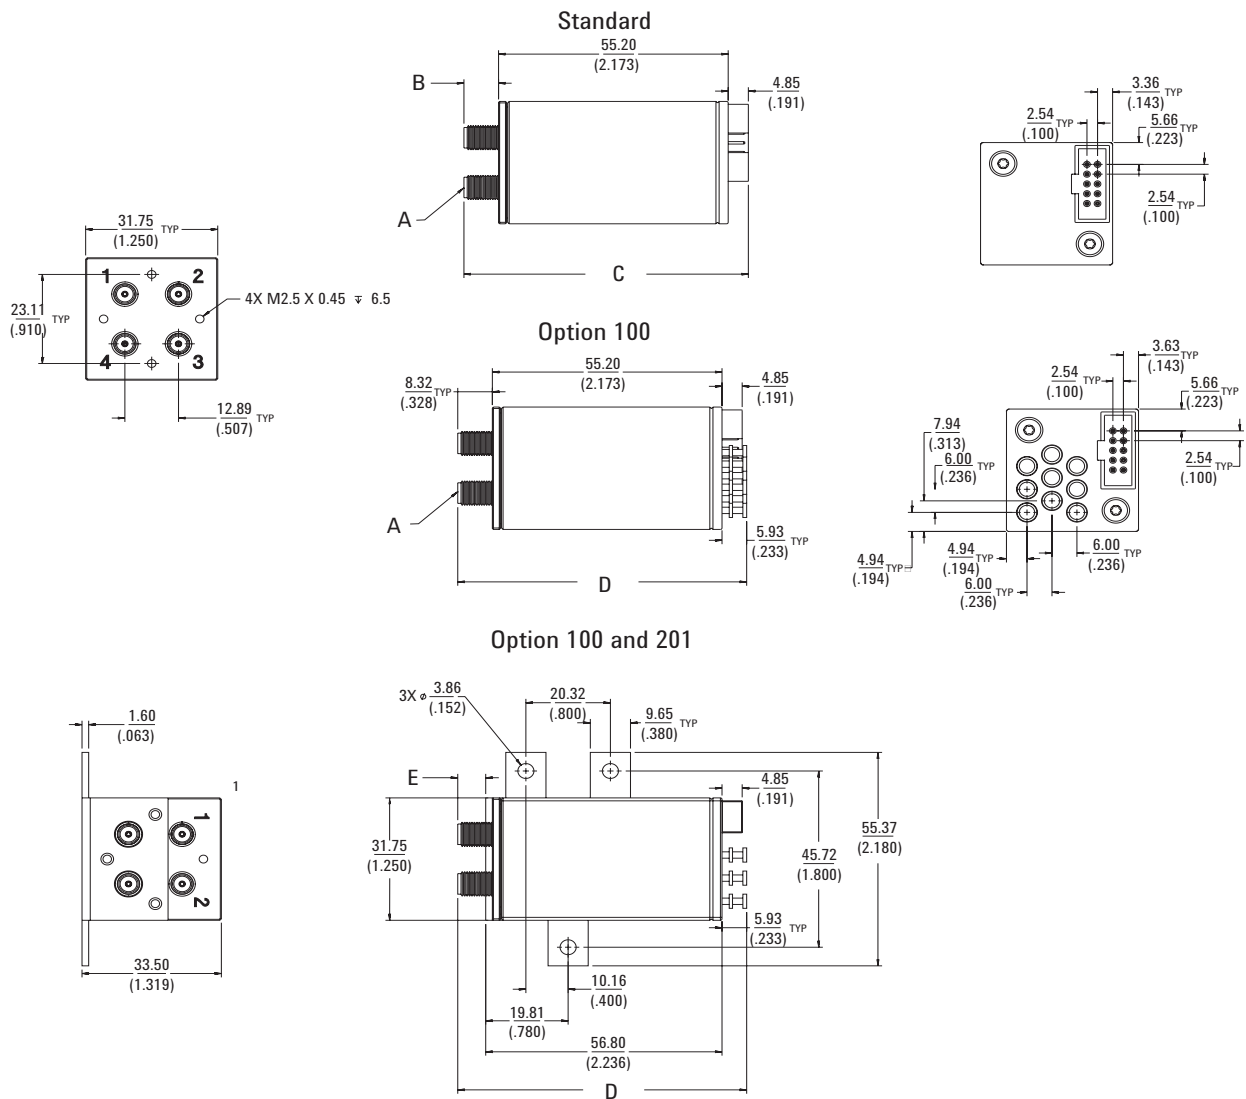 Standard
55.20
(2.173)
B
4.85
(.191)
A
C
3.36 TYP
(.143)
2.54 TYP
(.100)
5.66 TYP
(.223)
2.54 TYP
(.100)
31.75 TYP
(1.250)
1
2
23.11 TYP
(.910)
4X M2.5 X 0.45 ↧ 6.5
4
3
12.89 TYP
(.507)
Option 100
55.20
(2.173)
8.32 TYP
(.328)
4.85
(.191)
A
5.93 TYP
(.233)
D
3.63 TYP
(.143)
2.54 TYP
(.100)
5.66 TYP
(.223)
7.94
(.313)
6.00 TYP
(.236)
2.54 TYP
(.100)
4.94 TYP
(.194)
4.94 TYP
(.194)
6.00 TYP
(.236)
6.00 TYP
(.236)
Option 100 and 201
1.60
(.063)
1
1
2
33.50
(1.319)
3X ⌀ 3.86
(.152)
20.32
(.800)
9.65 TYP
(.380)
E
4.85
(.191)
31.75
(1.250)
55.37
(2.180)
45.72
(1.800)
5.93 TYP
(.233)
10.16
(.400)
19.81
(.780)
56.80
(2.236)
D